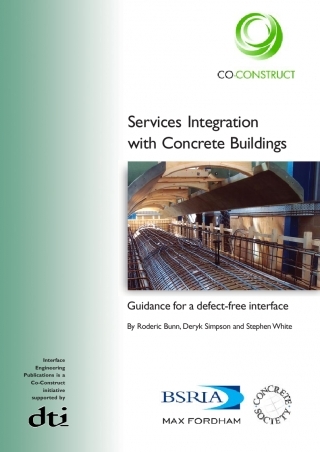 CO-CONSTRUCT
Services Integration
with Concrete Buildings
Guidance for a defect-free interface
By Roderic Bunn, Deryk Simpson and Stephen White
Interface
Engineering
Publications is a
Co-Construct
initiative
supported by
dti
BSRIA
MAX FORDHAM
CONCRETE
SOCIETY